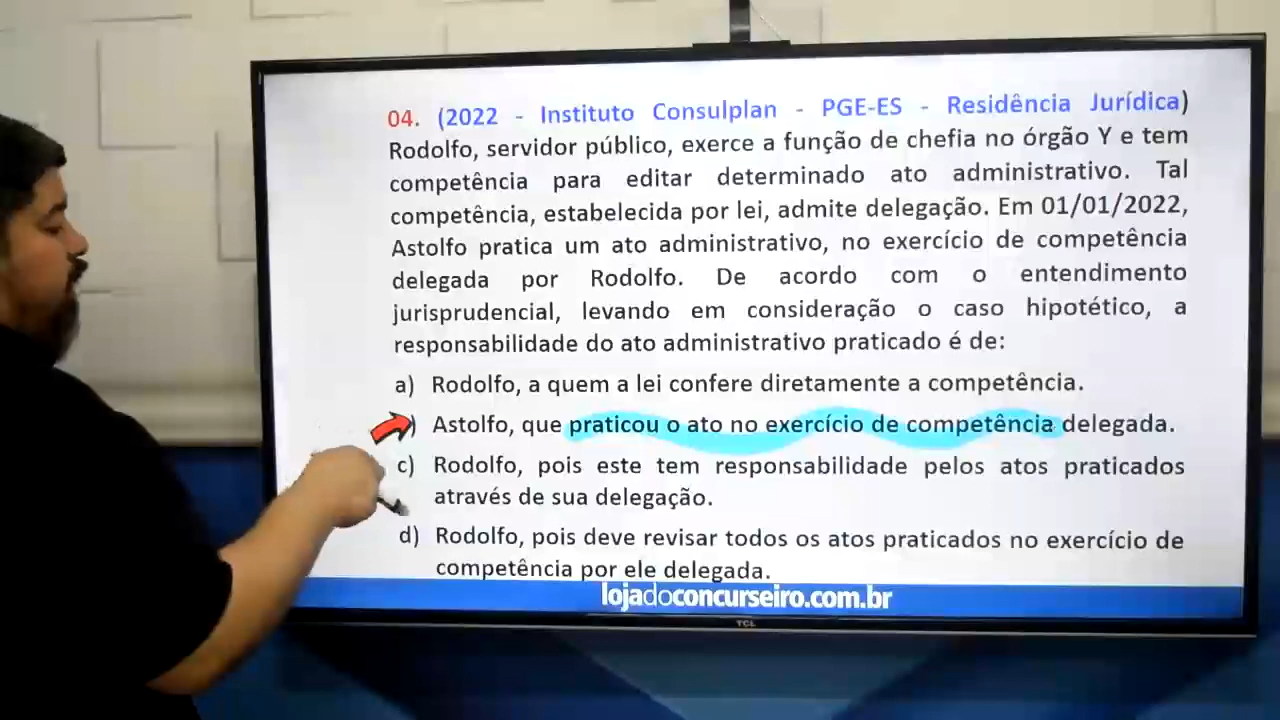 04. (2022 - Instituto Consulplan - PGE-ES - Residência Jurídica)
Rodolfo, servidor público, exerce a função de chefia no órgão Y e tem
competência para editar determinado ato administrativo. Tal
competência, estabelecida por lei, admite delegação. Em 01/01/2022,
Astolfo pratica um ato administrativo, no exercício de competência
delegada por Rodolfo. De acordo com o entendimento
jurisprudencial, levando em consideração o caso hipotético, a
responsabilidade do ato administrativo praticado é de:
a) Rodolfo, a quem a lei confere diretamente a competência.
) Astolfo, que praticou o ato no exercício de competência delegada.
c) Rodolfo, pois este tem responsabilidade pelos atos praticados
através de sua delegação.
d) Rodolfo, pois deve revisar todos os atos praticados no exercício de
competência por ele delegada.
lojadoconcurseiro.com.br
TCL